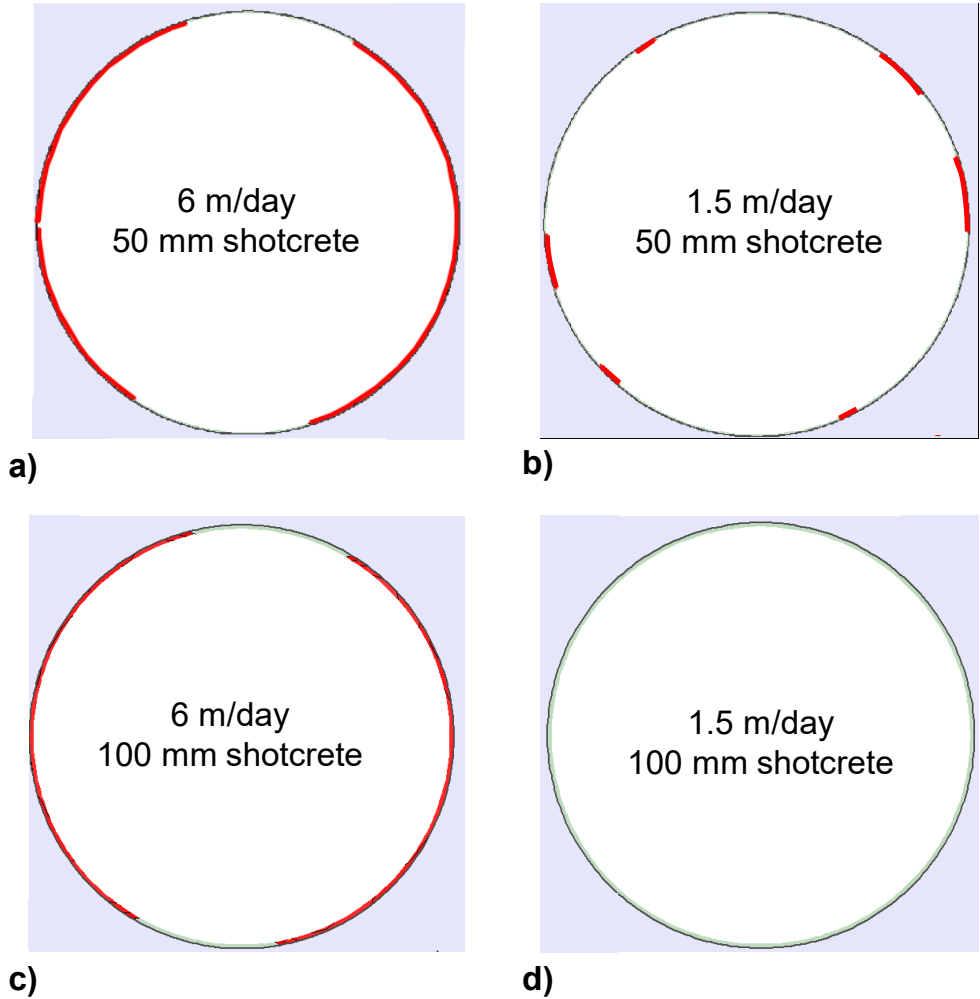 6 m/day
50 mm shotcrete
a)
1.5 m/day
50 mm shotcrete
b)
6 m/day
100 mm shotcrete
c)
1.5 m/day
100 mm shotcrete
d)